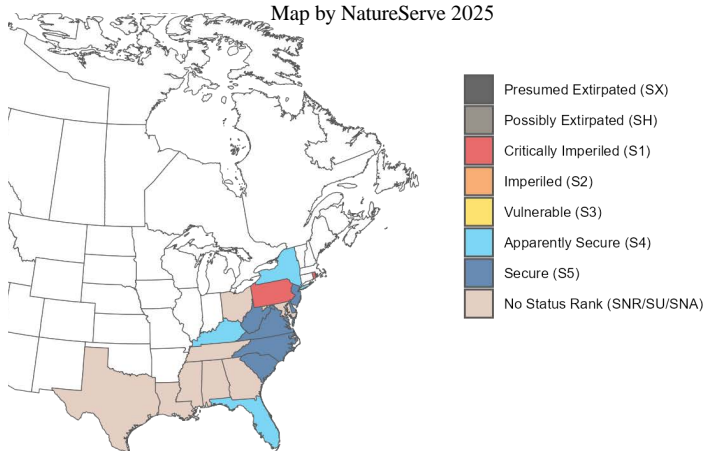 Map by NatureServe 2025
Presumed Extirpated (SX)
Possibly Extirpated (SH)
Critically Imperiled (S1)
Imperiled (S2)
Vulnerable (S3)
Apparently Secure (S4)
Secure (S5)
No Status Rank (SNR/SU/SNA)